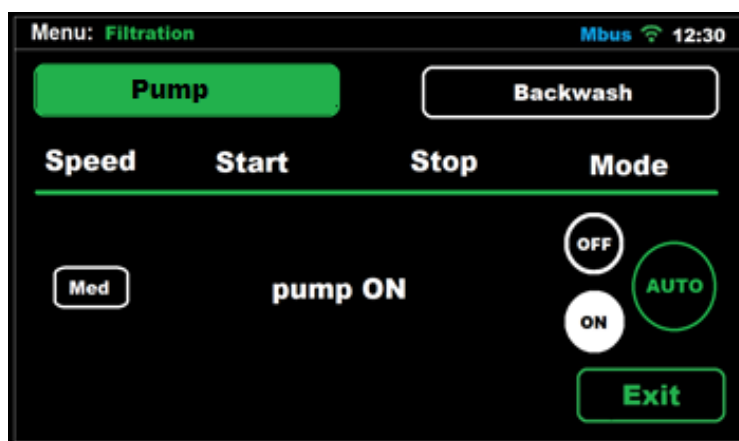 Menu: Filtration Mbus 12:30
Pump Backwash
Speed Start Stop Mode
OFF
Med pump ON AUTO
ON
Exit